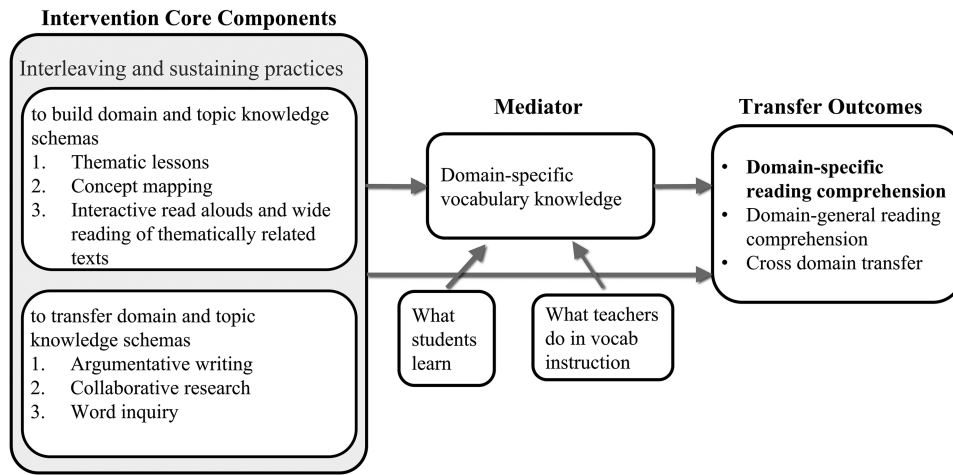 Intervention Core Components
Interleaving and sustaining practices
to build domain and topic knowledge
schemas
1. Thematic lessons
2. Concept mapping
3. Interactive read alouds and wide
reading of thematically related
texts
to transfer domain and topic
knowledge schemas
1. Argumentative writing
2. Collaborative research
3. Word inquiry
Mediator
Domain-specific
vocabulary knowledge
What
students
learn
What teachers
do in vocab
instruction
Transfer Outcomes
• Domain-specific
reading comprehension
• Domain-general reading
comprehension
• Cross domain transfer